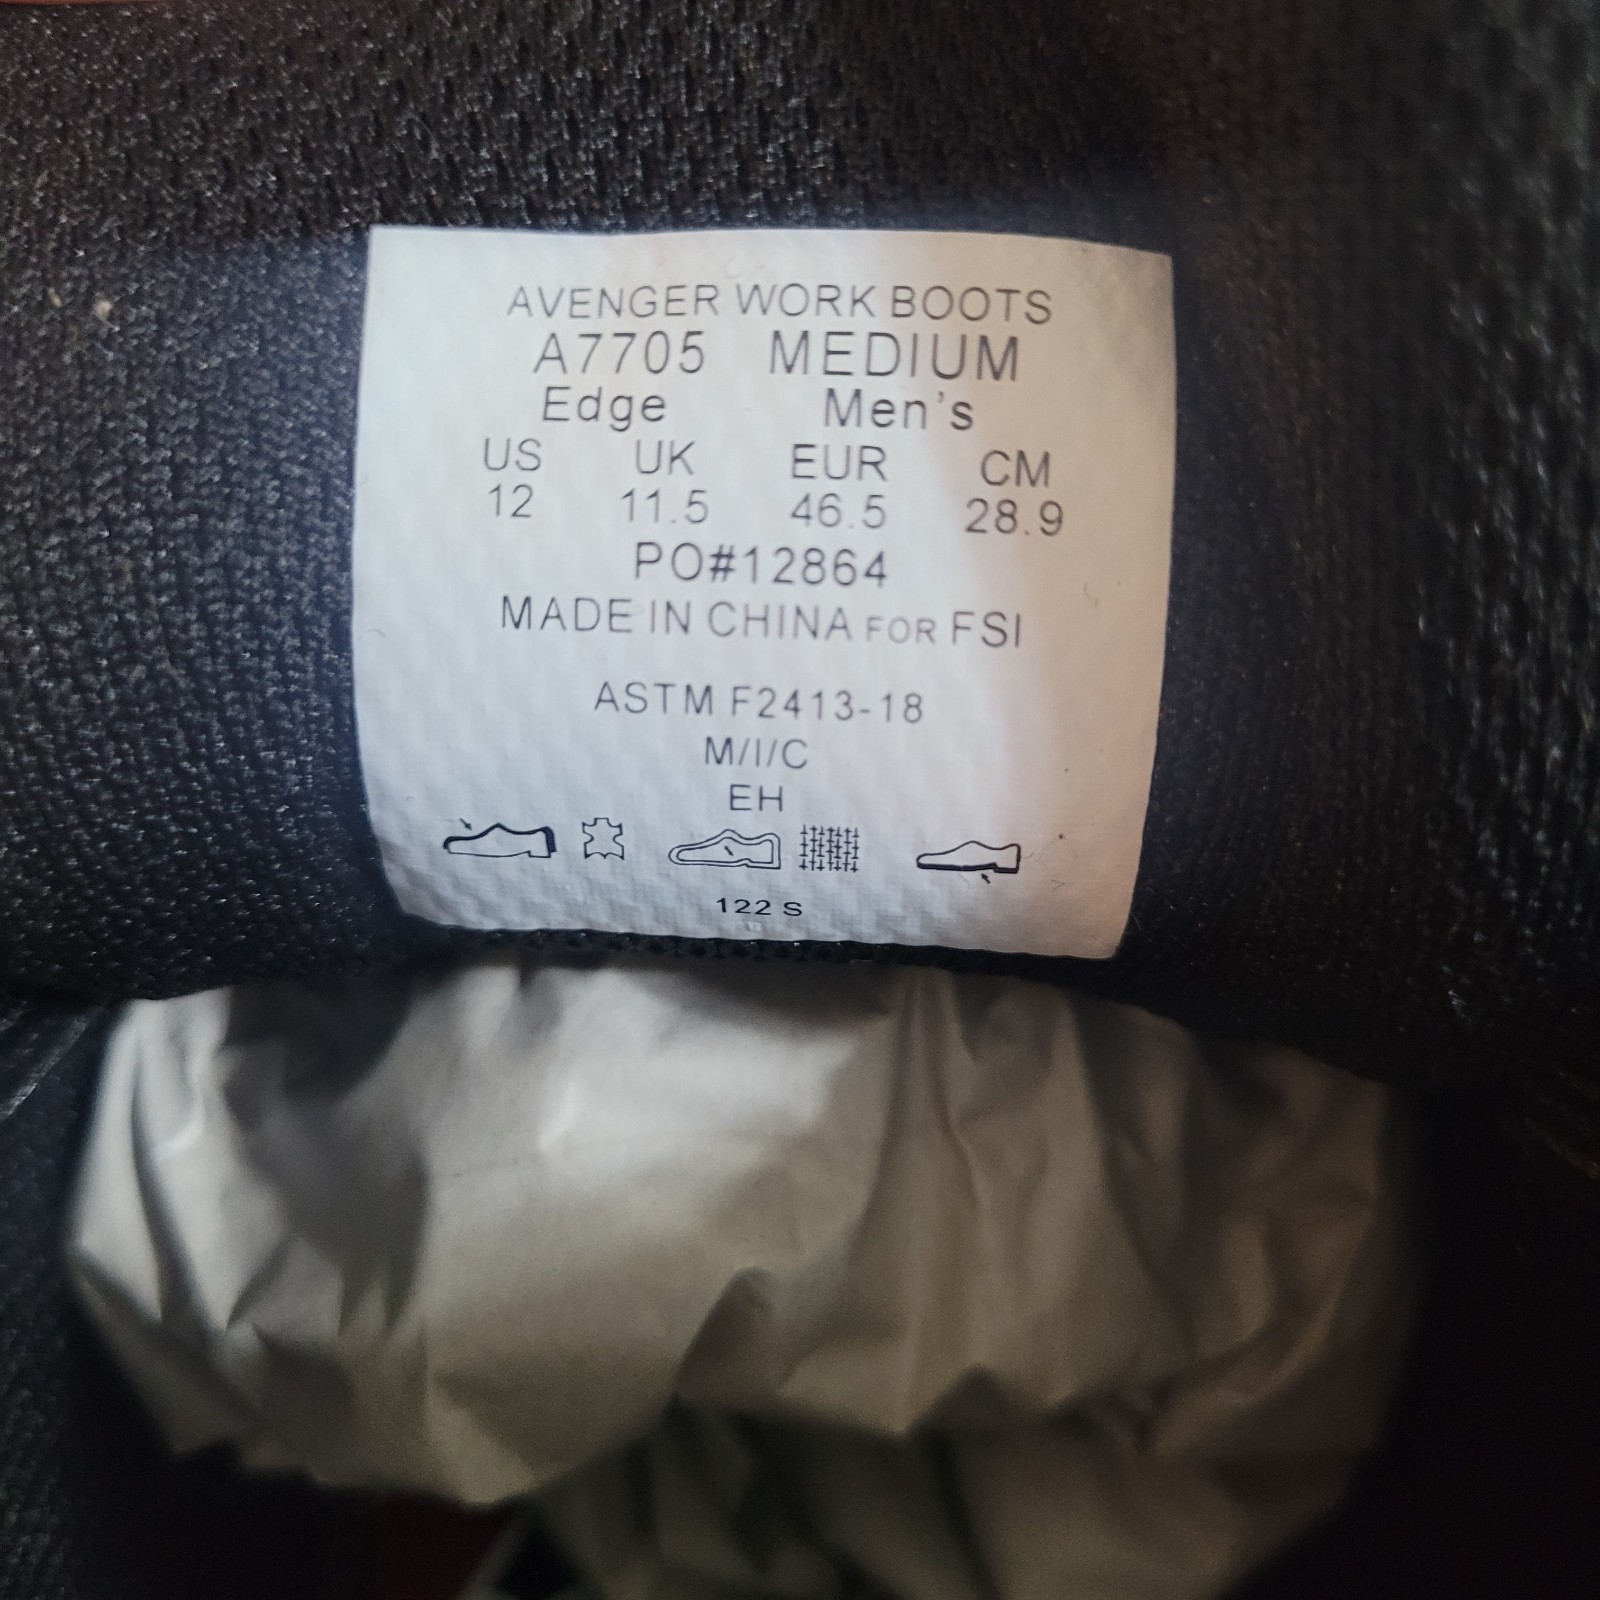 AVENGER WORK BOOTS
A7705 MEDIUM
Edge Men's
US UK EUR CM
12 11.5 46.5 28.9
PO#12864
MADE IN CHINA FOR FSI
ASTM F2413-18
M/I/C
EH
122 S